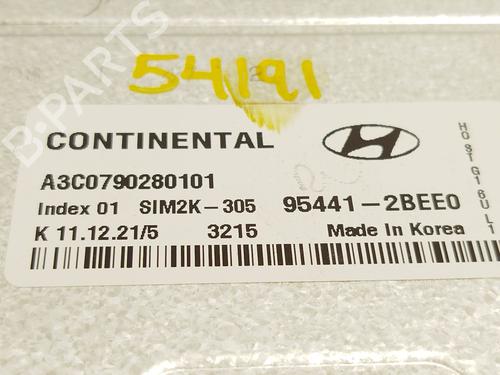 B-PARTS
54191
CONTINENTAL
A3C0790280101
Index 01 SIM2K-305 95441-2BEE0
K 11.12.21/5 3215 Made In Korea
HO ST G1 6U LT